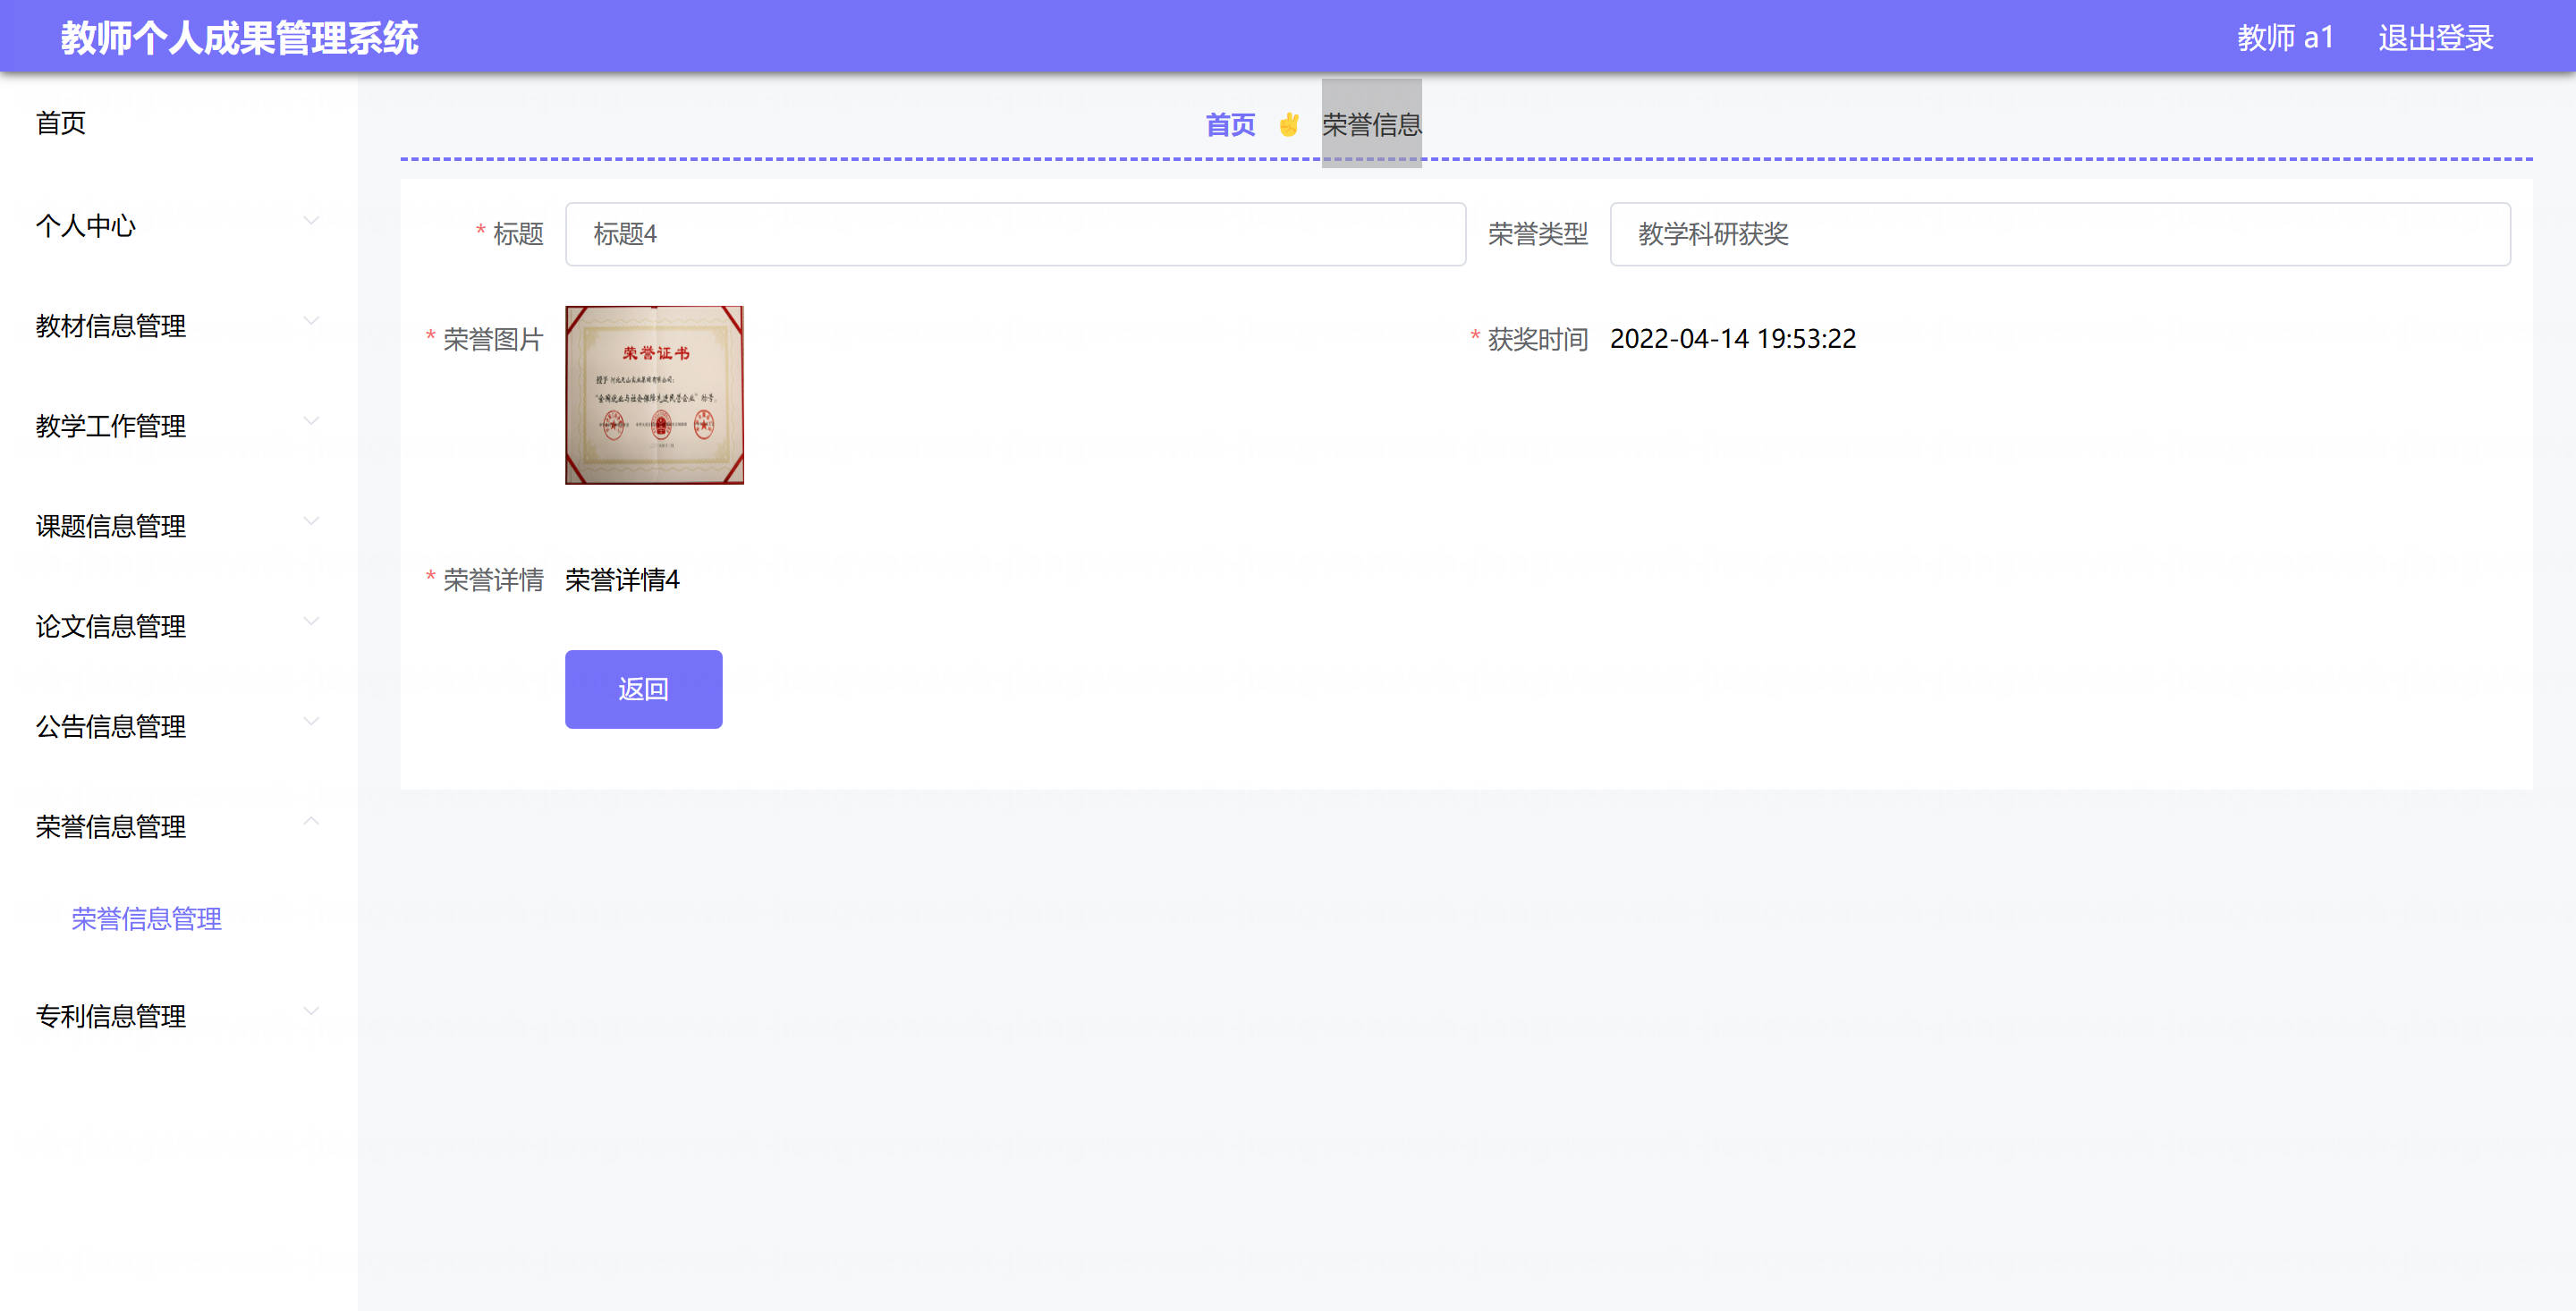 教师个人成果管理系统
教师 a1 退出登录
首页
个人中心
教材信息管理
教学工作管理
课题信息管理
论文信息管理
公告信息管理
荣誉信息管理
荣誉信息管理
专利信息管理
首页 ✌ 荣誉信息
* 标题 标题4 荣誉类型 教学科研获奖
* 荣誉图片
荣誉证书
* 获奖时间 2022-04-14 19:53:22
* 荣誉详情 荣誉详情4
返回